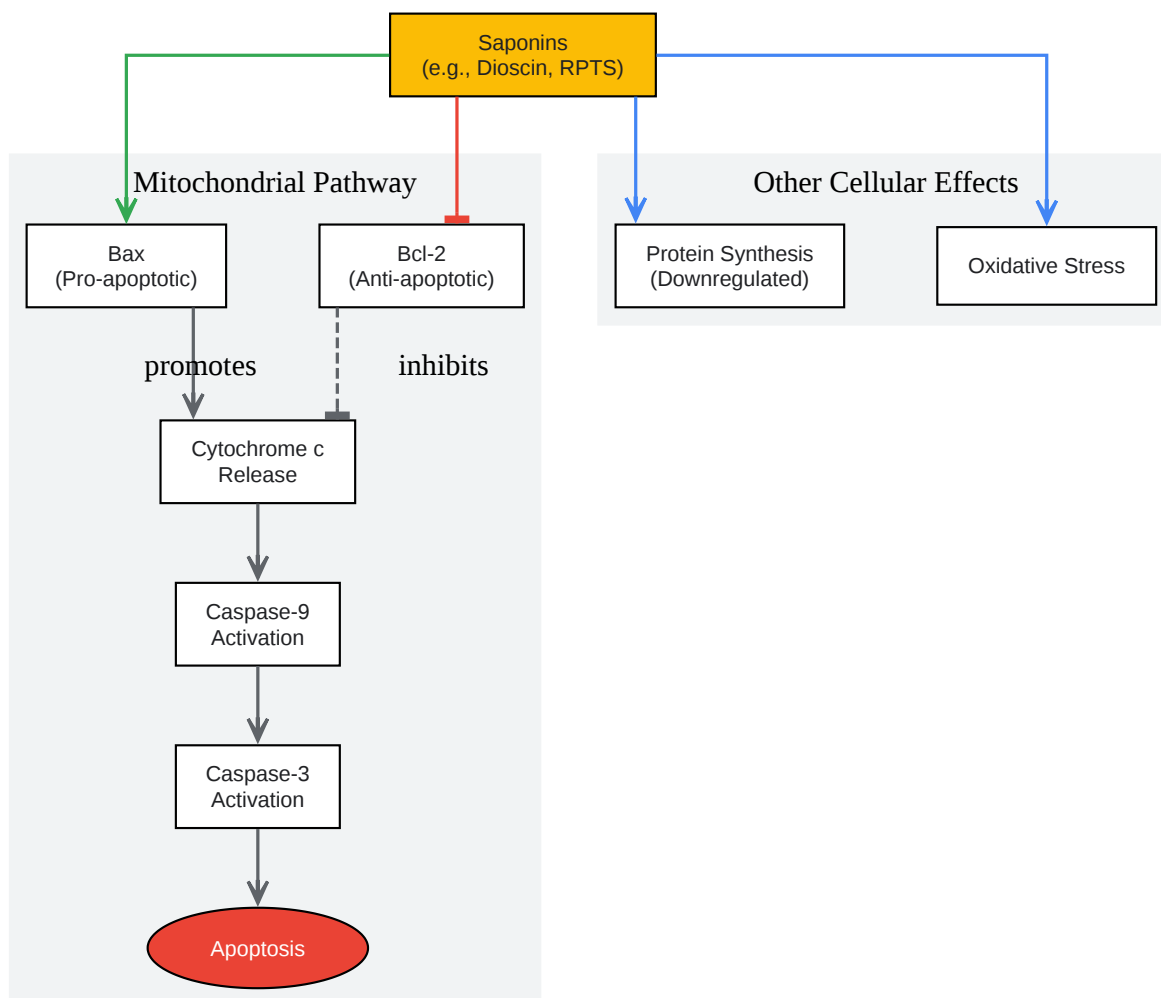 Saponins
(e.g., Dioscin, RPTS)
Mitochondrial Pathway
Other Cellular Effects
Bax
(Pro-apoptotic)
Bcl-2
(Anti-apoptotic)
Protein Synthesis
(Downregulated)
Oxidative Stress
promotes
inhibits
Cytochrome c
Release
Caspase-9
Activation
Caspase-3
Activation
Apoptosis